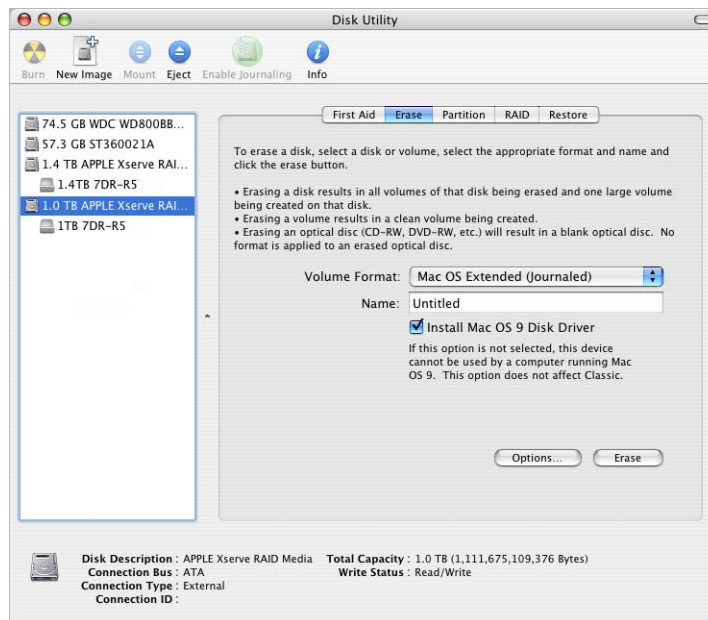 Disk Utility
Burn New Image Mount Eject Enable Journaling Info
First Aid Erase Partition RAID Restore
74.5 GB WDC WD800BB...
57.3 GB ST360021A
1.4 TB APPLE Xserve RAI...
1.4TB 7DR-R5
1.0 TB APPLE Xserve RAI...
1TB 7DR-R5
To erase a disk, select a disk or volume, select the appropriate format and name and
click the erase button.
• Erasing a disk results in all volumes of that disk being erased and one large volume
being created on that disk.
• Erasing a volume results in a clean volume being created.
• Erasing an optical disc (CD-RW, DVD-RW, etc.) will result in a blank optical disc. No
format is applied to an erased optical disc.
Volume Format: Mac OS Extended (Journaled)
Name: Untitled
Install Mac OS 9 Disk Driver
If this option is not selected, this device
cannot be used by a computer running Mac
OS 9. This option does not affect Classic.
Options... Erase
Disk Description : APPLE Xserve RAID Media Total Capacity : 1.0 TB (1,111,675,109,376 Bytes)
Connection Bus : ATA Write Status : Read/Write
Connection Type : External
Connection ID :